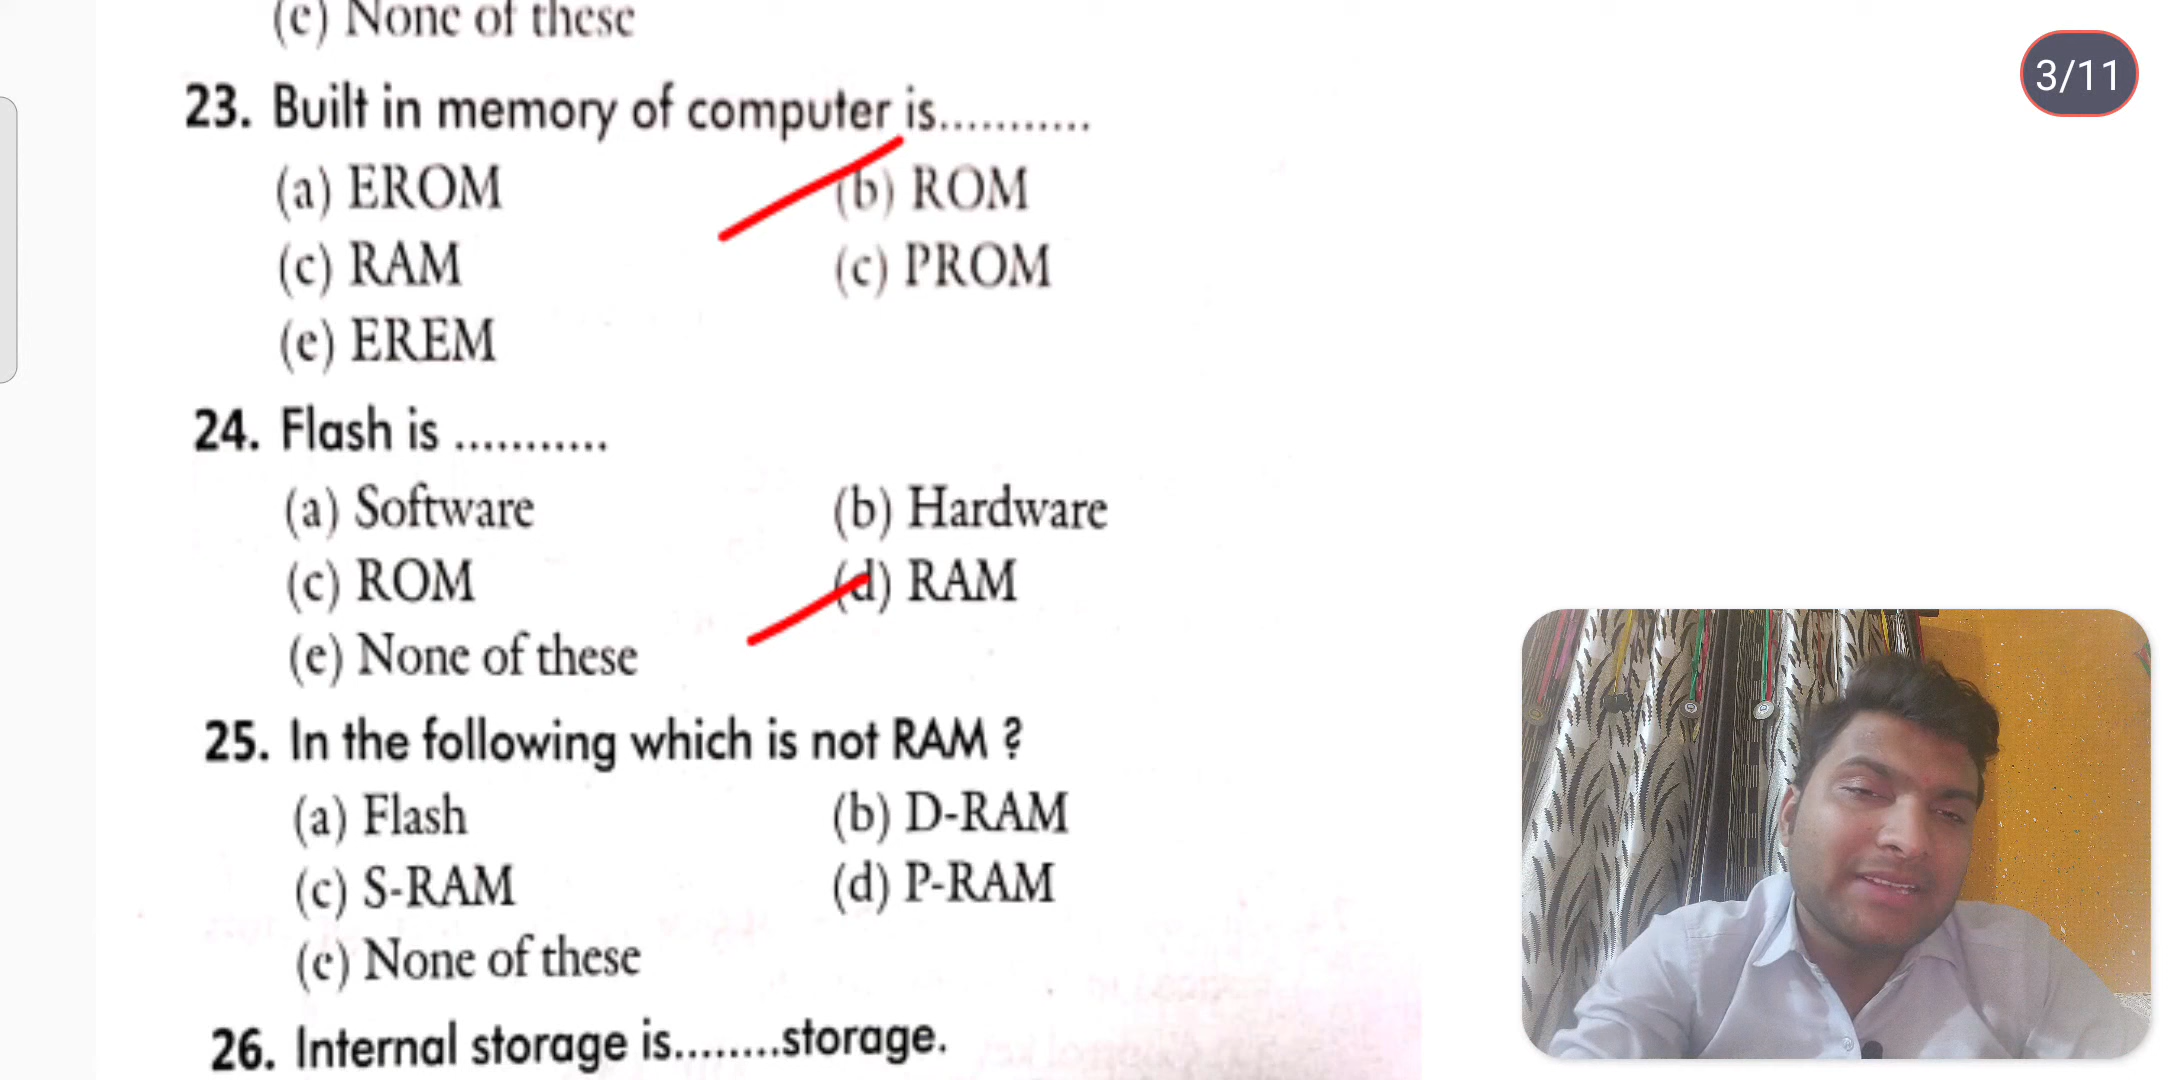 (e) None of these
3/11
23. Built in memory of computer is...........
(a) EROM (b) ROM
(c) RAM (c) PROM
(e) EREM
24. Flash is ...........
(a) Software (b) Hardware
(c) ROM (d) RAM
(e) None of these
25. In the following which is not RAM ?
(a) Flash (b) D-RAM
(c) S-RAM (d) P-RAM
(e) None of these
26. Internal storage is........storage.